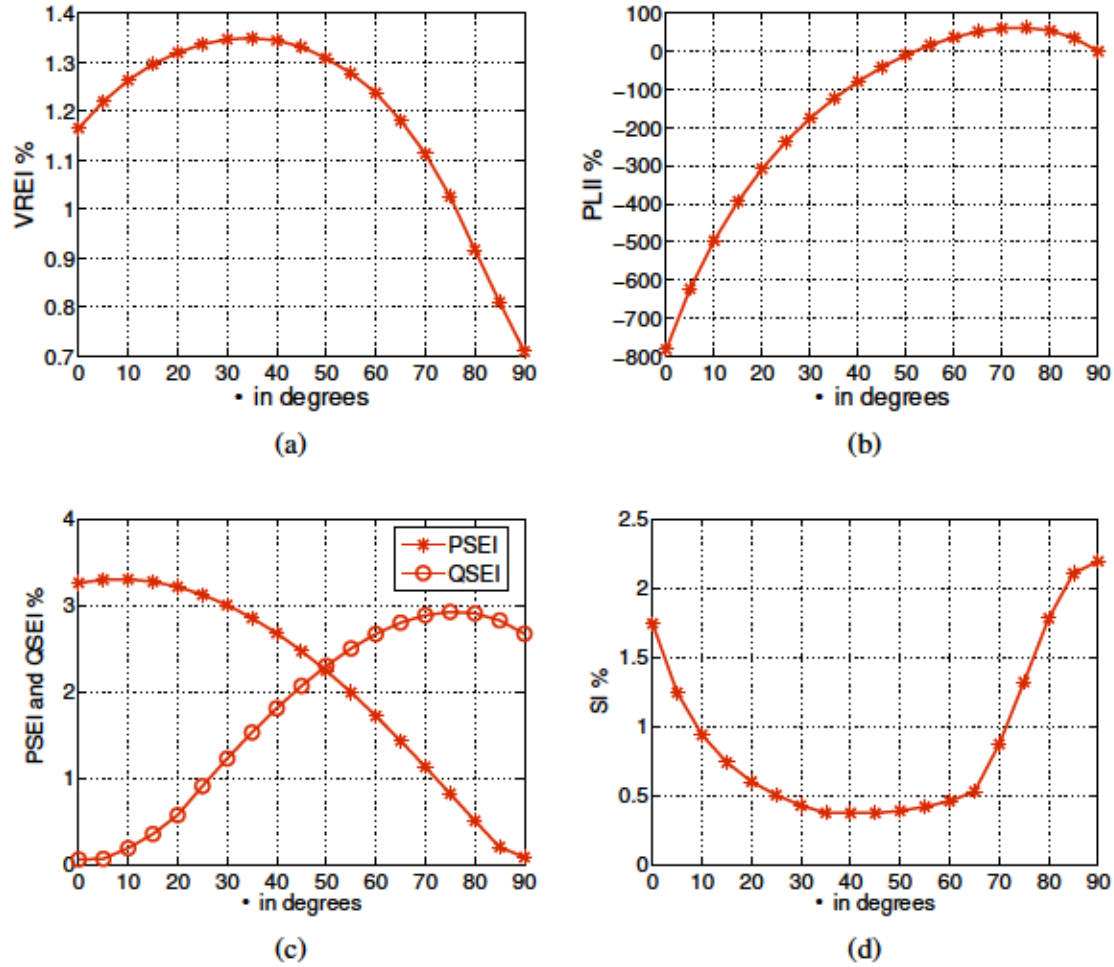 1.4
1.3
1.2
1.1
1
0.9
0.8
0.7
VREI %
0 10 20 30 40 50 60 70 80 90
• in degrees
(a)
100
0
−100
−200
−300
−400
−500
−600
−700
−800
PLII %
0 10 20 30 40 50 60 70 80 90
• in degrees
(b)
4
3
2
1
0
PSEI and QSEI %
PSEI
QSEI
0 10 20 30 40 50 60 70 80 90
• in degrees
(c)
2.5
2
1.5
1
0.5
0
SI %
0 10 20 30 40 50 60 70 80 90
• in degrees
(d)